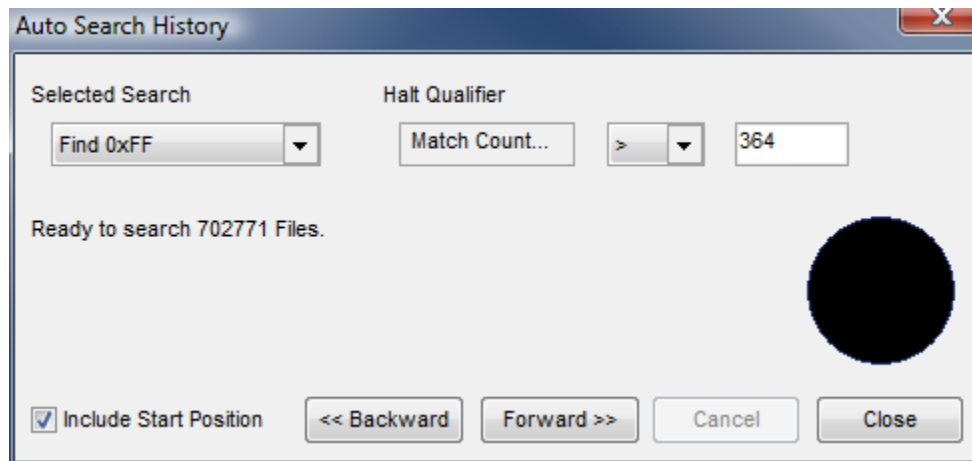 Auto Search History
Selected Search Halt Qualifier
Find 0xFF Match Count... > 364
Ready to search 702771 Files.
Include Start Position << Backward Forward >> Cancel Close